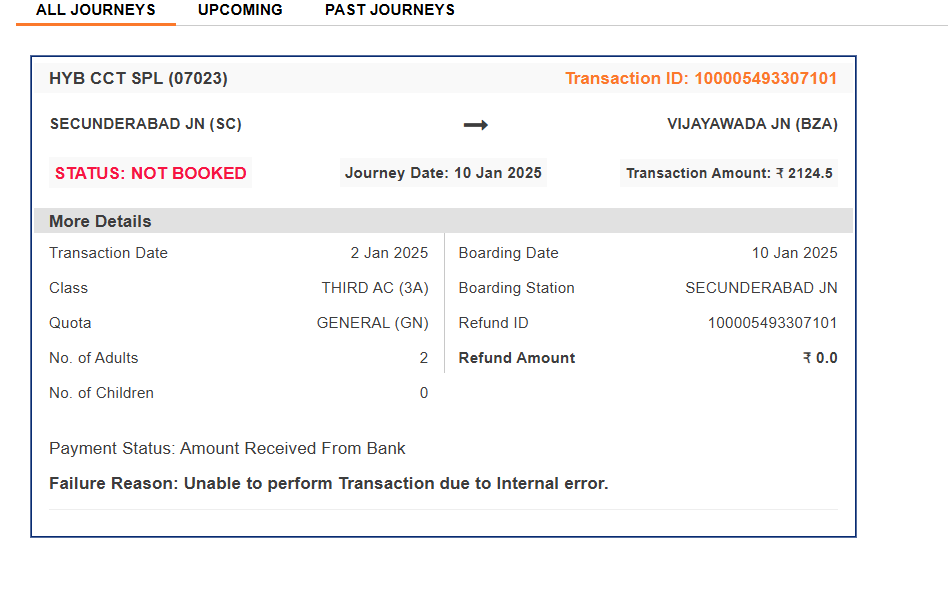 ALL JOURNEYS UPCOMING PAST JOURNEYS
HYB CCT SPL (07023) Transaction ID: 100005493307101
SECUNDERABAD JN (SC) VIJAYAWADA JN (BZA)
STATUS: NOT BOOKED Journey Date: 10 Jan 2025 Transaction Amount: ₹ 2124.5
More Details
Transaction Date 2 Jan 2025 Boarding Date 10 Jan 2025
Class THIRD AC (3A) Boarding Station SECUNDERABAD JN
Quota GENERAL (GN) Refund ID 100005493307101
No. of Adults 2 Refund Amount ₹ 0.0
No. of Children 0
Payment Status: Amount Received From Bank
Failure Reason: Unable to perform Transaction due to Internal error.